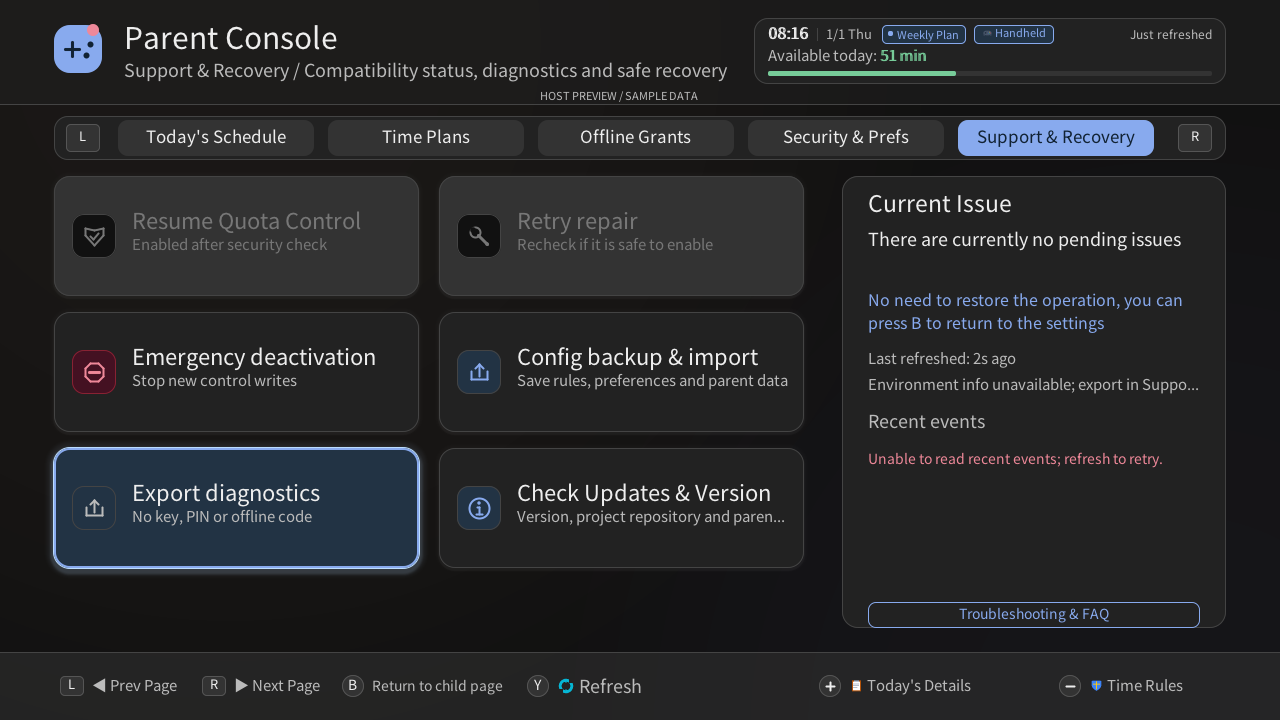 Parent Console
Support & Recovery / Compatibility status, diagnostics and safe recovery
08:16 1/1 Thu Weekly Plan Handheld Just refreshed
Available today: 51 min
HOST PREVIEW / SAMPLE DATA
L Today's Schedule Time Plans Offline Grants Security & Prefs Support & Recovery R
Resume Quota Control
Enabled after security check
Retry repair
Recheck if it is safe to enable
Emergency deactivation
Stop new control writes
Config backup & import
Save rules, preferences and parent data
Export diagnostics
No key, PIN or offline code
Check Updates & Version
Version, project repository and paren...
Current Issue
There are currently no pending issues
No need to restore the operation, you can
press B to return to the settings
Last refreshed: 2s ago
Environment info unavailable; export in Suppo...
Recent events
Unable to read recent events; refresh to retry.
Troubleshooting & FAQ
L ◀ Prev Page R ▶ Next Page B Return to child page Y Refresh + Today's Details − Time Rules